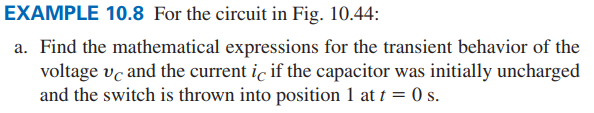 EXAMPLE 10.8 For the circuit in Fig. 10.44:
a. Find the mathematical expressions for the transient behavior of the
voltage υC and the current iC if the capacitor was initially uncharged
and the switch is thrown into position 1 at t = 0 s.